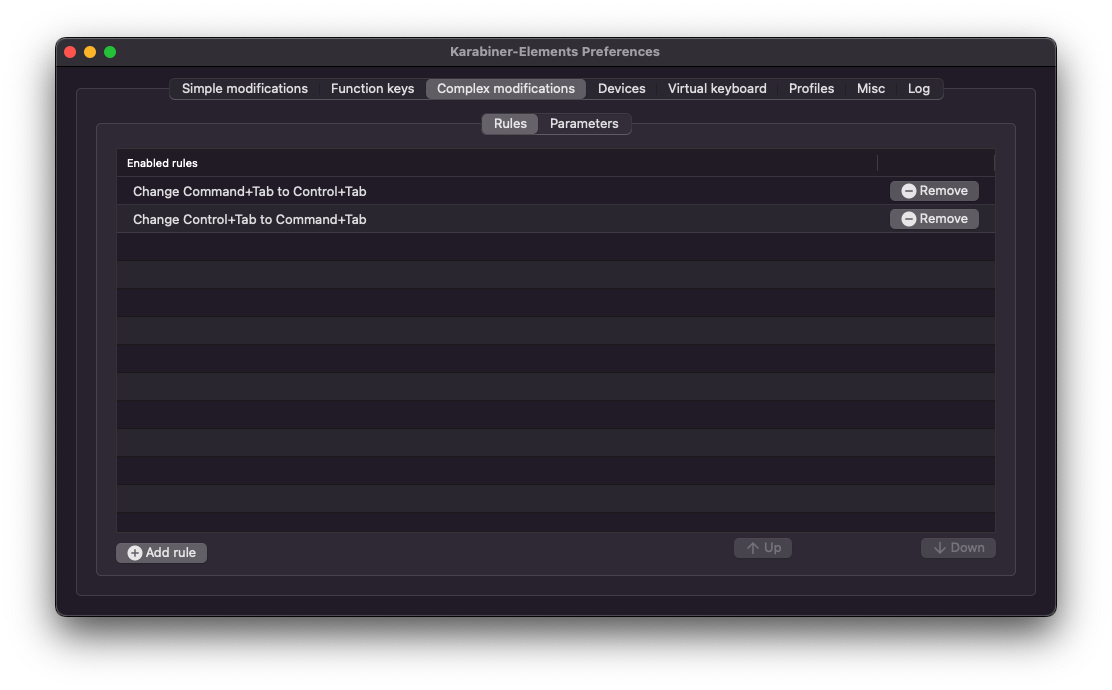 Karabiner-Elements Preferences
Simple modifications Function keys Complex modifications Devices Virtual keyboard Profiles Misc Log
Rules Parameters
Enabled rules
Change Command+Tab to Control+Tab Remove
Change Control+Tab to Command+Tab Remove
Add rule Up Down